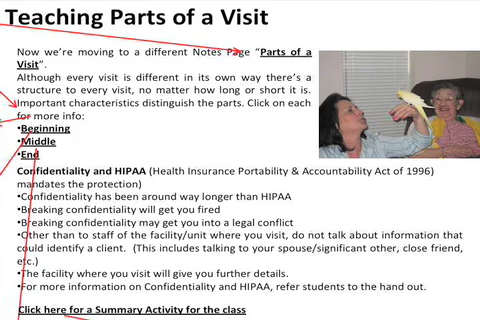 Teaching Parts of a Visit
Now we're moving to a different Notes Page "Parts of a
Visit".
Although every visit is different in its own way there's a
structure to every visit, no matter how long or short it is.
Important characteristics distinguish the parts. Click on each
for more info:
•Beginning
•Middle
•End
Confidentiality and HIPAA (Health Insurance Portability & Accountability Act of 1996)
mandates the protection)
•Confidentiality has been around way longer than HIPAA
•Breaking confidentiality will get you fired
•Breaking confidentiality may get you into a legal conflict
•Other than to staff of the facility/unit where you visit, do not talk about information that
could identify a client. (This includes talking to your spouse/significant other, close friend,
etc.)
•The facility where you visit will give you further details.
•For more information on Confidentiality and HIPAA, refer students to the hand out.
Click here for a Summary Activity for the class